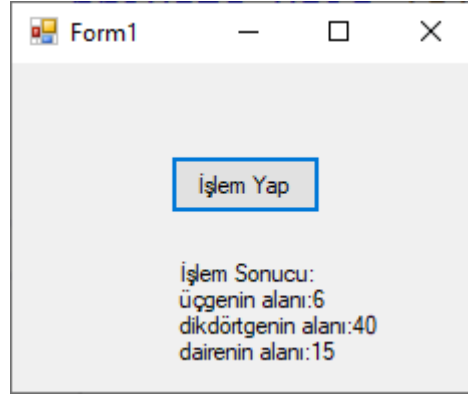 Form1
İşlem Yap
İşlem Sonucu:
üçgenin alanı:6
dikdörtgenin alanı:40
dairenin alanı:15